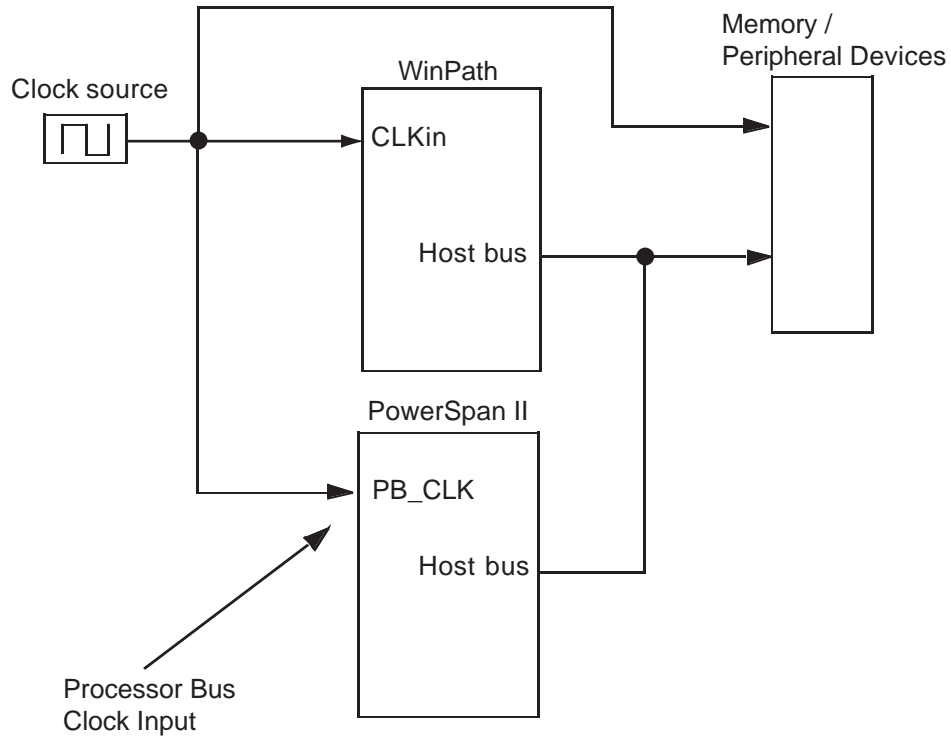 Memory /
Peripheral Devices
WinPath
Clock source
CLKin
Host bus
PowerSpan II
PB_CLK
Host bus
Processor Bus
Clock Input